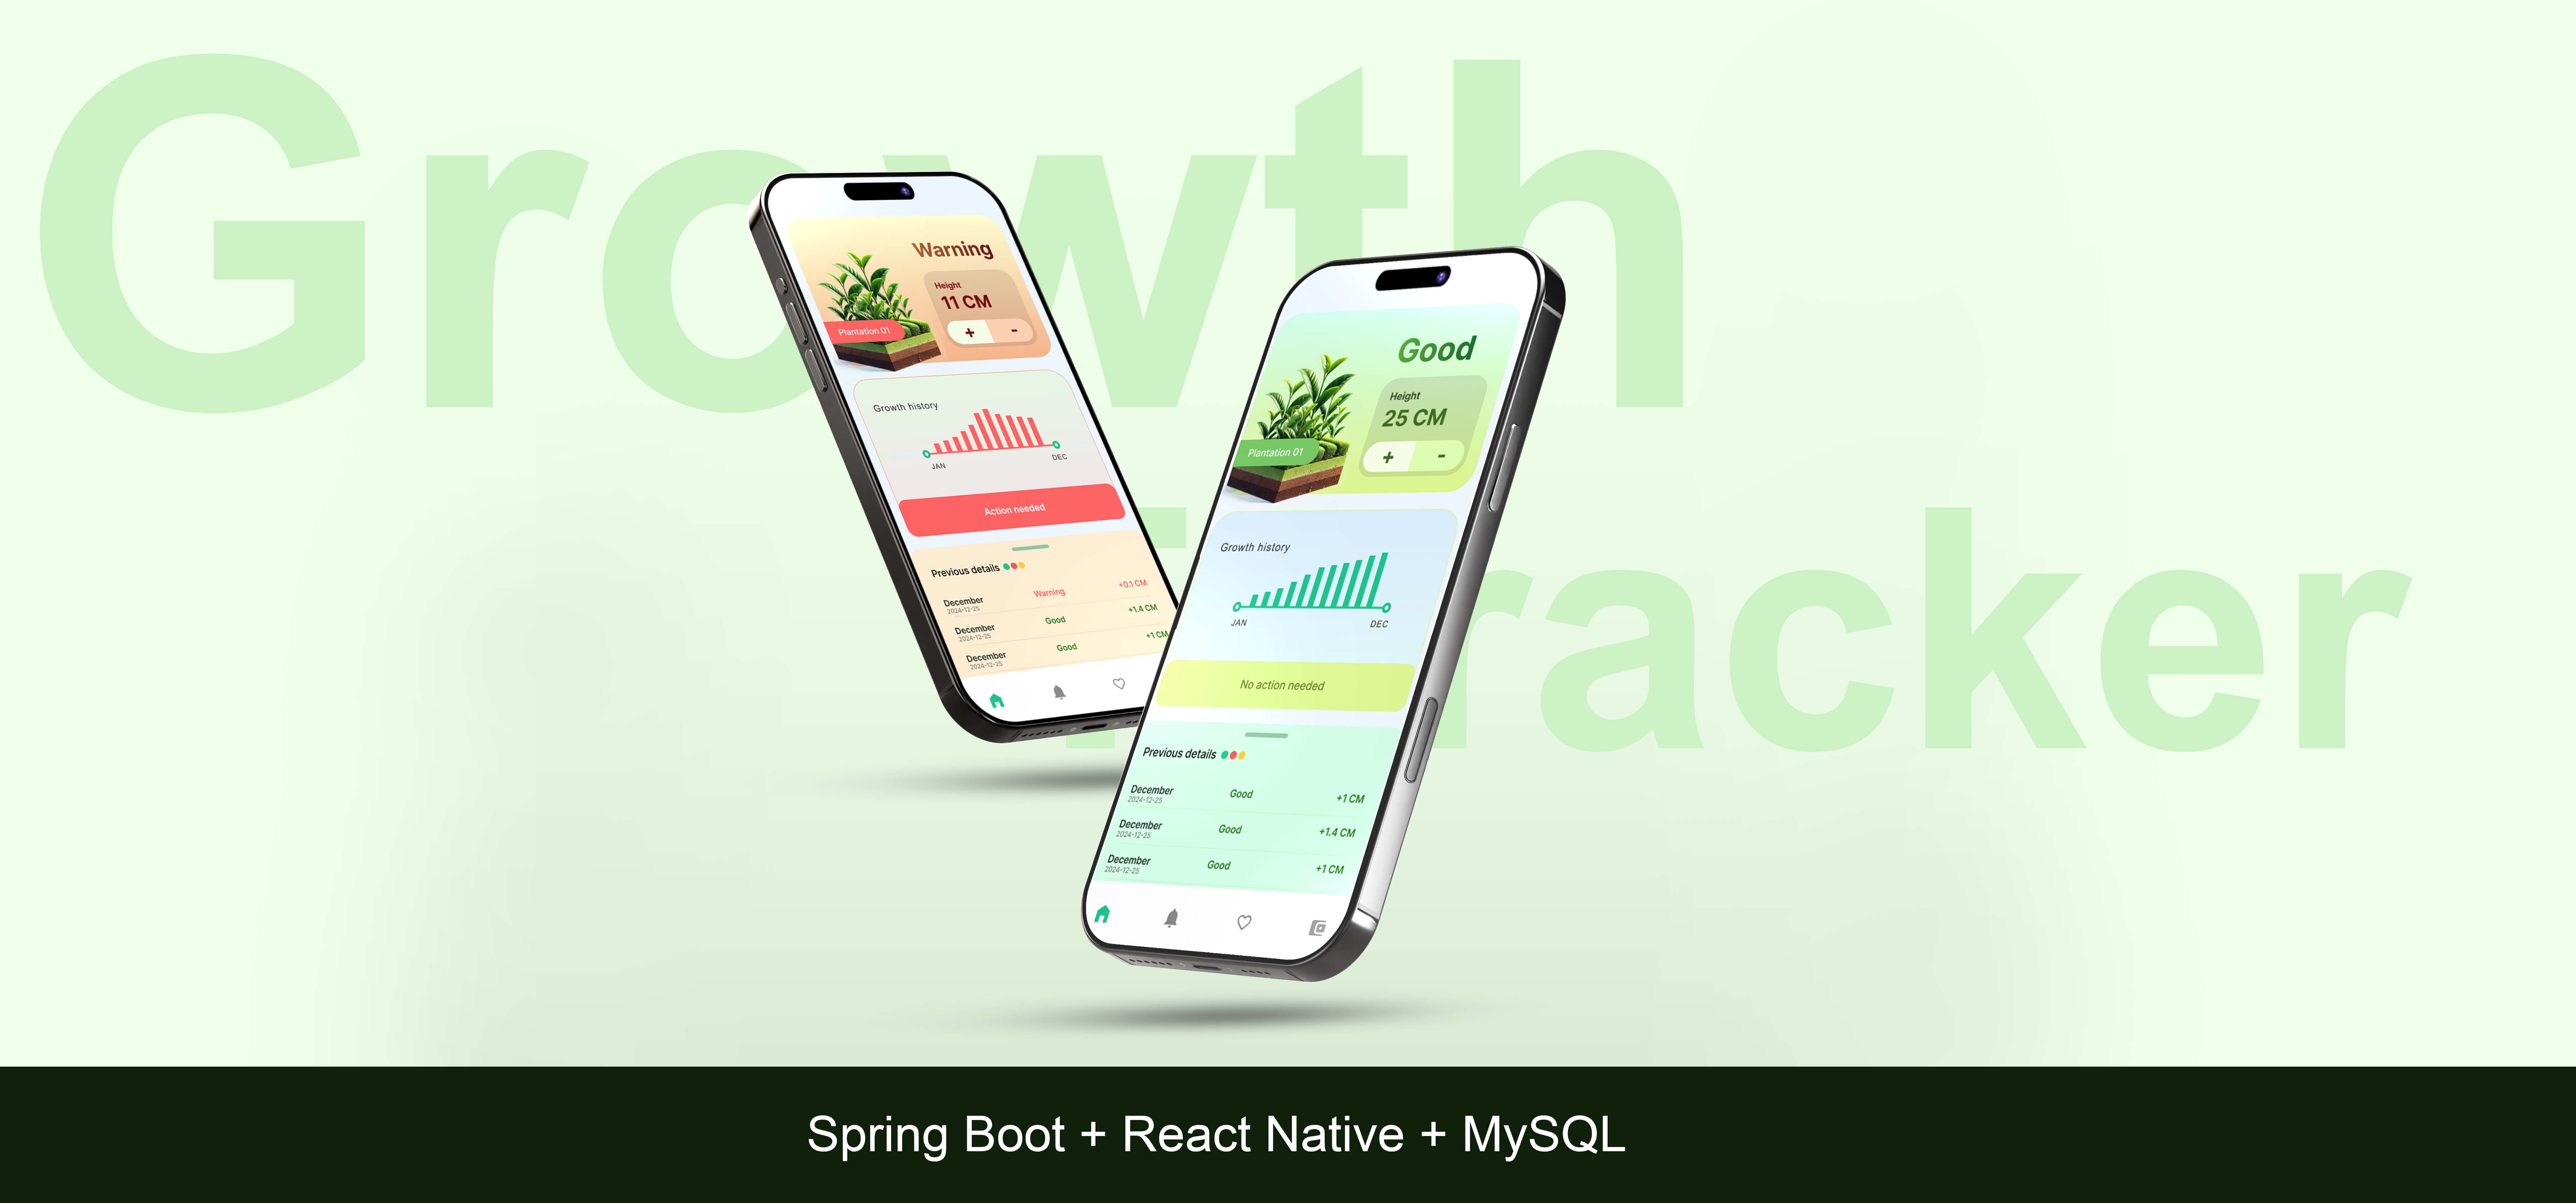 Growth
Tracker
Warning
Height
11 CM
+ -
Plantation 01
Growth history
JAN DEC
Action needed
Previous details
December Warning +0.1 CM
2024-12-25
December Good +1.4 CM
2024-12-25
December Good +1 CM
2024-12-25
Good
Height
25 CM
+ -
Plantation 01
Growth history
JAN DEC
No action needed
Previous details
December Good +1 CM
2024-12-25
December Good +1.4 CM
2024-12-25
December Good +1 CM
2024-12-25
Spring Boot + React Native + MySQL